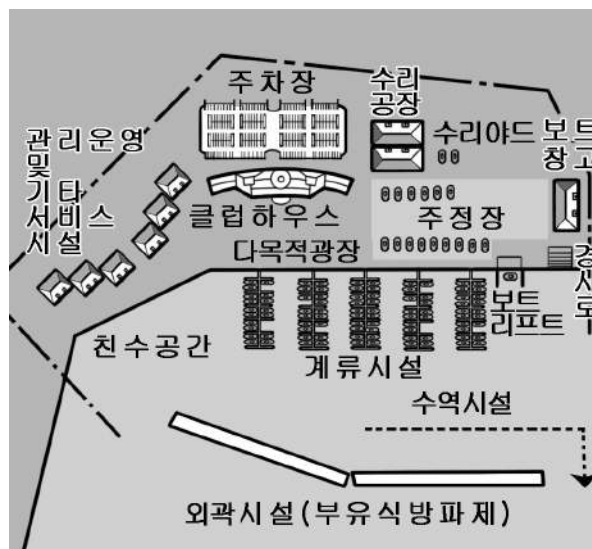 주차장
수리
공장
수리야드
보트
창고
관리운영
및
기타
서비스
시설
클럽하우스
주정장
다목적광장
경사로
보트
리프트
친수공간
계류시설
수역시설
외곽시설(부유식방파제)